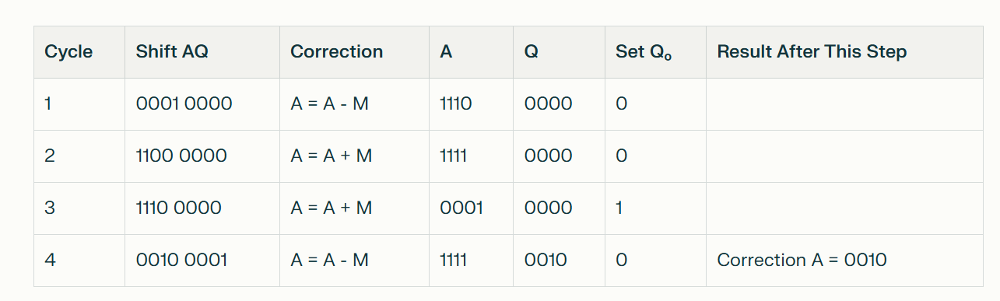 Cycle Shift AQ Correction A Q Set Q₀ Result After This Step
1 0001 0000 A = A - M 1110 0000 0
2 1100 0000 A = A + M 1111 0000 0
3 1110 0000 A = A + M 0001 0000 1
4 0010 0001 A = A - M 1111 0010 0 Correction A = 0010